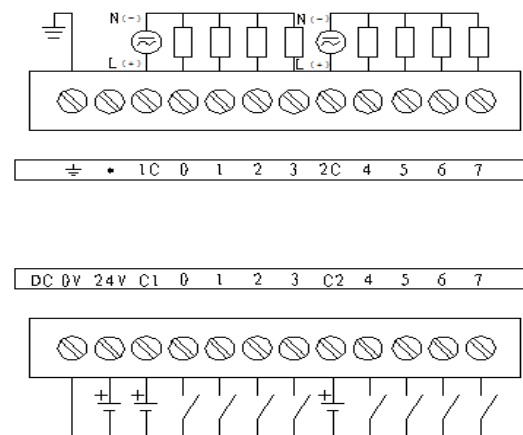 N (-) N (-)
L (+) L (+)
⏚ • 1C 0 1 2 3 2C 4 5 6 7
DC 0V 24V C1 0 1 2 3 C2 4 5 6 7
+ + +